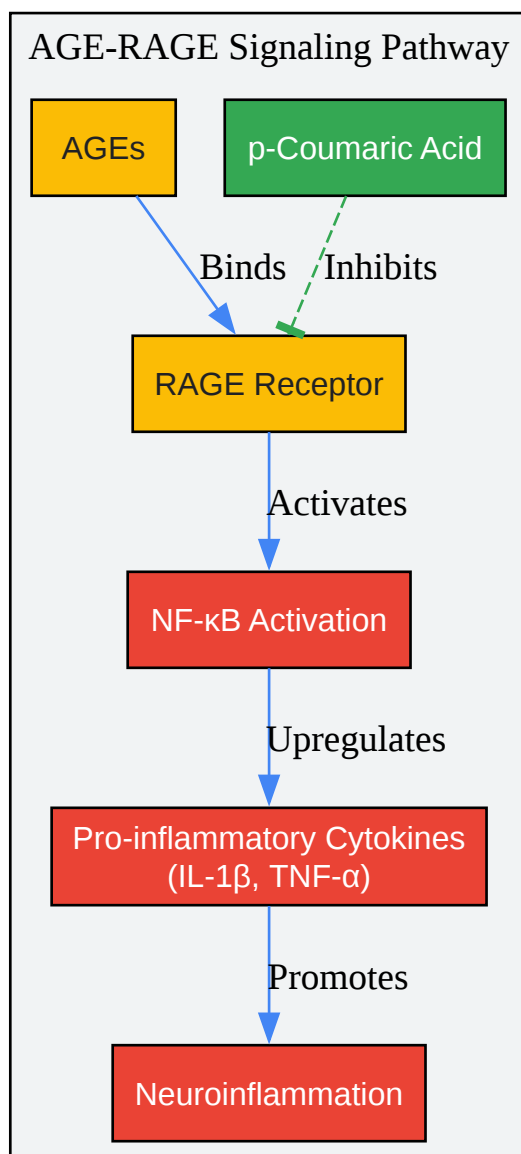 AGE-RAGE Signaling Pathway
AGEs
p-Coumaric Acid
Binds
Inhibits
RAGE Receptor
Activates
NF-κB Activation
Upregulates
Pro-inflammatory Cytokines
(IL-1β, TNF-α)
Promotes
Neuroinflammation